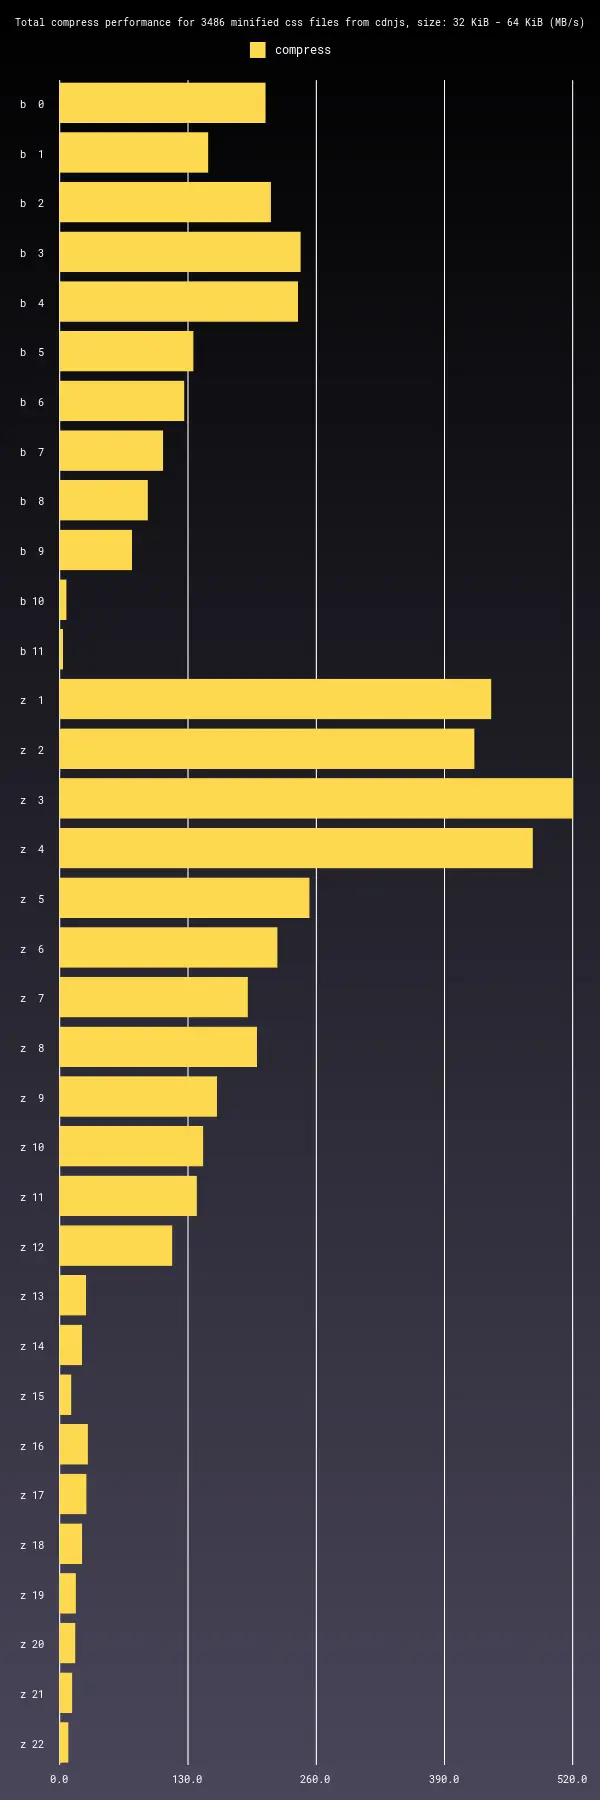 Total compress performance for 3486 minified css files from cdnjs, size: 32 KiB - 64 KiB (MB/s)
compress
b 0
b 1
b 2
b 3
b 4
b 5
b 6
b 7
b 8
b 9
b 10
b 11
z 1
z 2
z 3
z 4
z 5
z 6
z 7
z 8
z 9
z 10
z 11
z 12
z 13
z 14
z 15
z 16
z 17
z 18
z 19
z 20
z 21
z 22
0.0 130.0 260.0 390.0 520.0